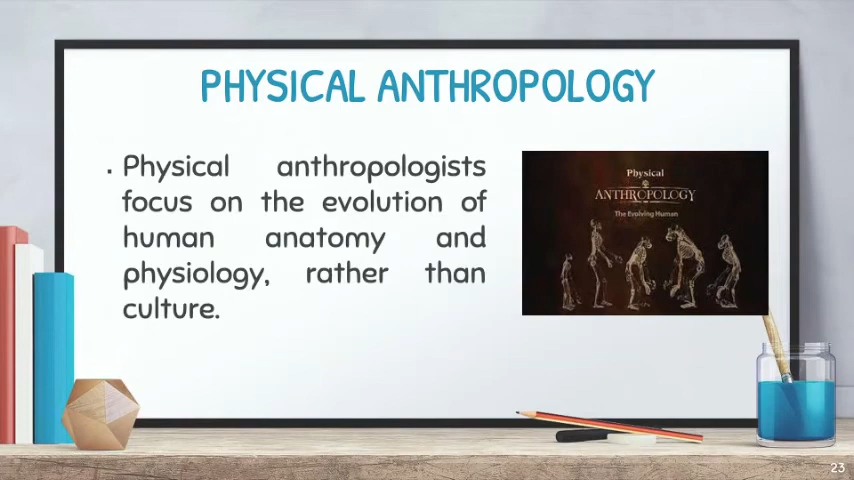 PHYSICAL ANTHROPOLOGY
. Physical anthropologists
focus on the evolution of
human anatomy and
physiology, rather than
culture.
Physical
ANTHROPOLOGY
The Evolving Human
23